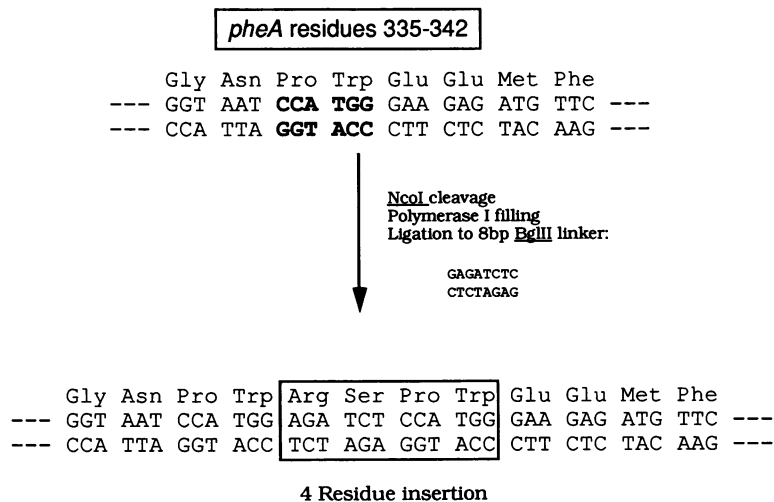 pheA residues 335-342
Gly Asn Pro Trp Glu Glu Met Phe
--- GGT AAT CCA TGG GAA GAG ATG TTC ---
--- CCA TTA GGT ACC CTT CTC TAC AAG ---
NcoI cleavage
Polymerase I filling
Ligation to 8bp BglII linker:
GAGATCTC
CTCTAGAG
Gly Asn Pro Trp Arg Ser Pro Trp Glu Glu Met Phe
--- GGT AAT CCA TGG AGA TCT CCA TGG GAA GAG ATG TTC ---
--- CCA TTA GGT ACC TCT AGA GGT ACC CTT CTC TAC AAG ---
4 Residue insertion